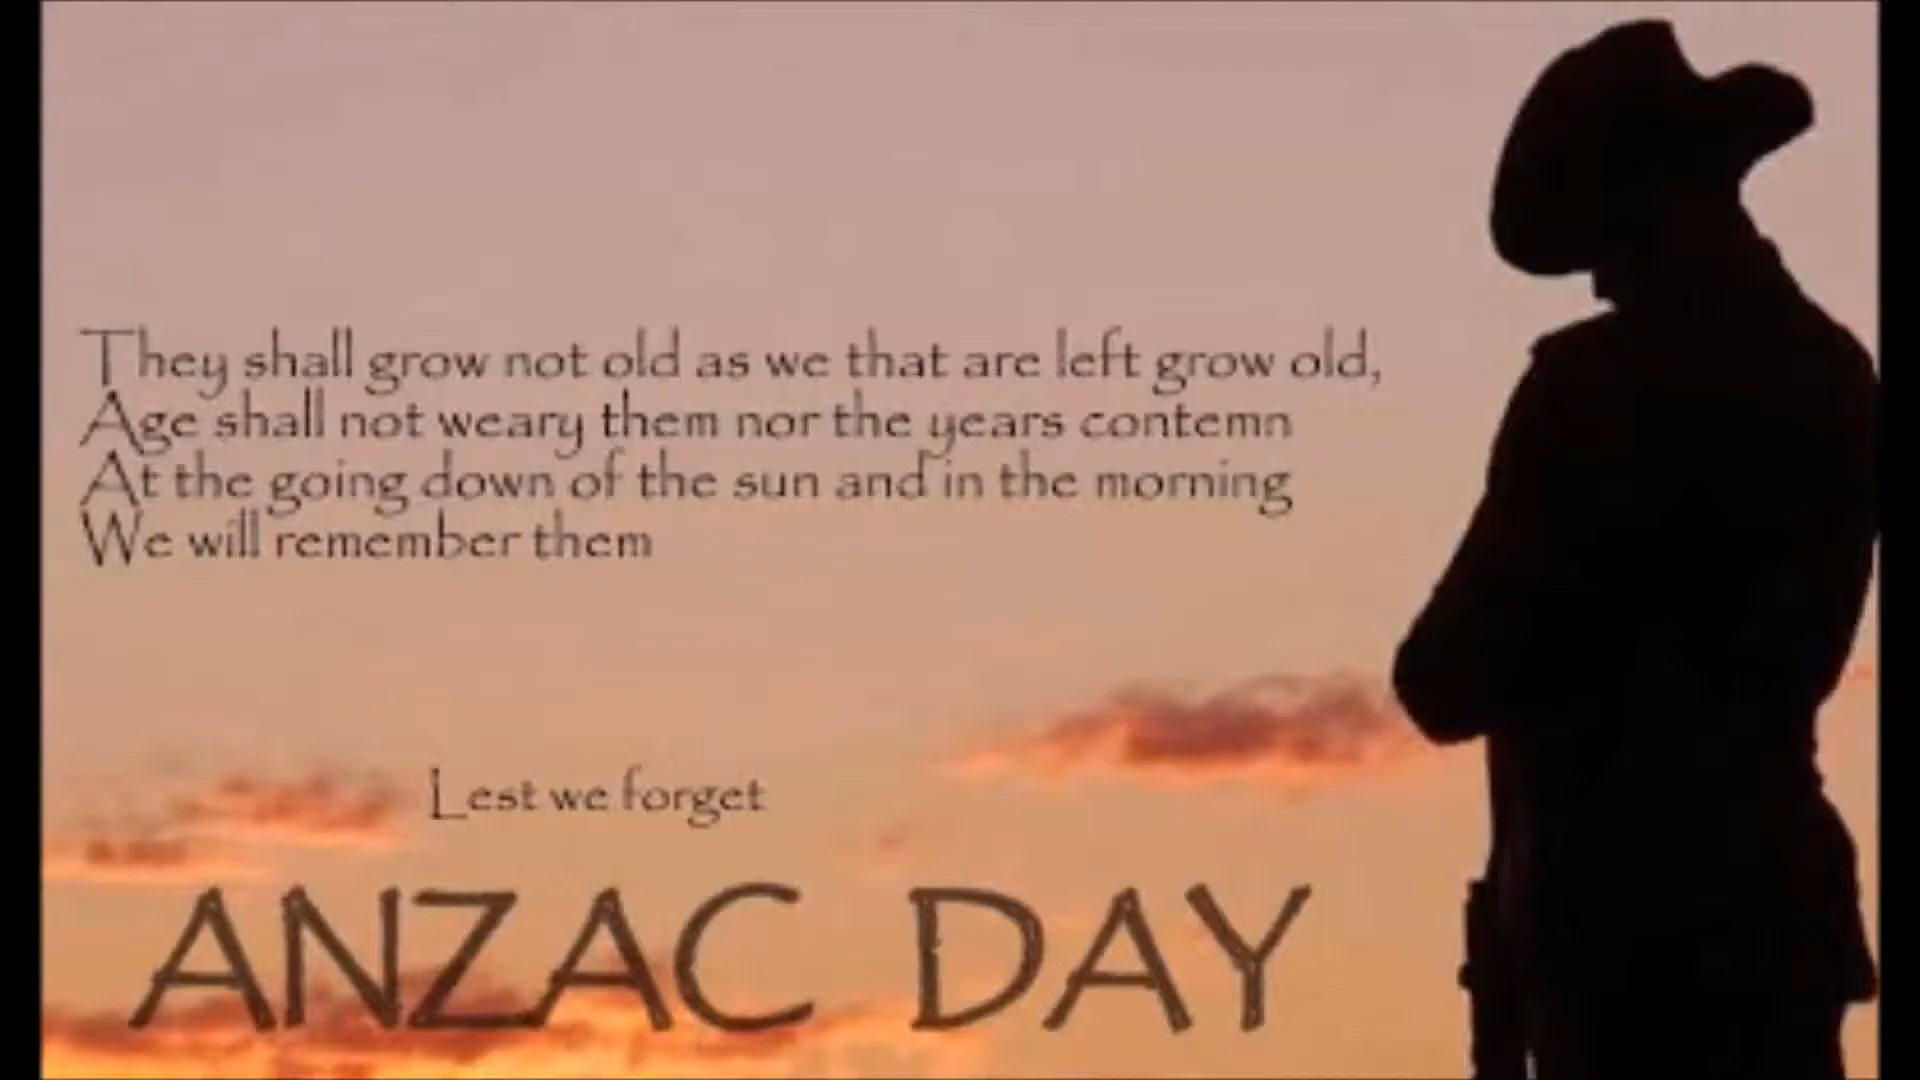 They shall grow not old as we that are left grow old,
Age shall not weary them nor the years contemn
At the going down of the sun and in the morning
We will remember them
Lest we forget
ANZAC DAY